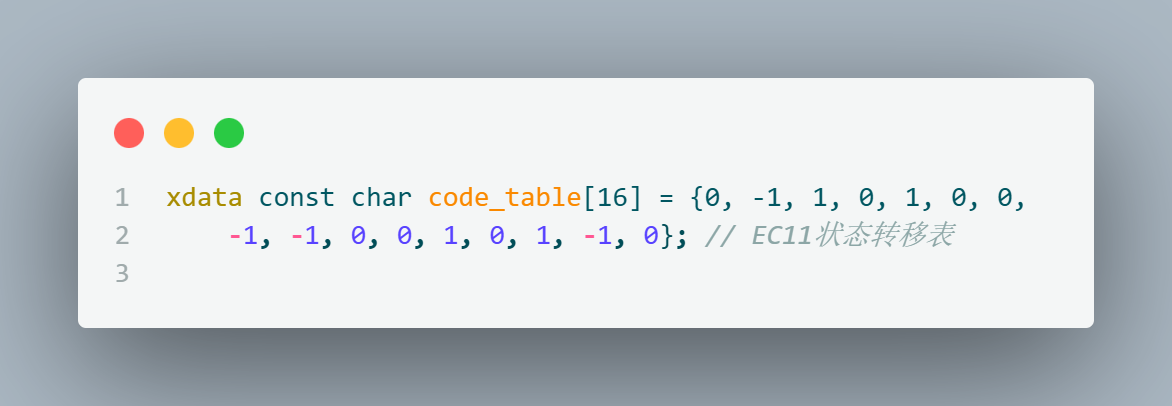 1 xdata const char code_table[16] = {0, -1, 1, 0, 1, 0, 0,
2 -1, -1, 0, 0, 1, 0, 1, -1, 0}; // EC11状态转移表
3